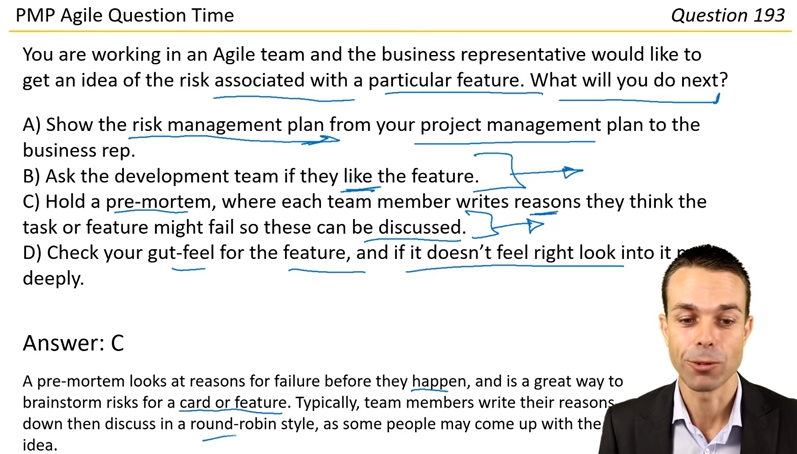 PMP Agile Question Time
Question 193
You are working in an Agile team and the business representative would like to
get an idea of the risk associated with a particular feature. What will you do next?
A) Show the risk management plan from your project management plan to the
business rep.
B) Ask the development team if they like the feature.
C) Hold a pre-mortem, where each team member writes reasons they think the
task or feature might fail so these can be discussed.
D) Check your gut-feel for the feature, and if it doesn't feel right look into it
deeply.
Answer: C
A pre-mortem looks at reasons for failure before they happen, and is a great way to
brainstorm risks for a card or feature. Typically, team members write their reasons
down then discuss in a round-robin style, as some people may come up with the
idea.